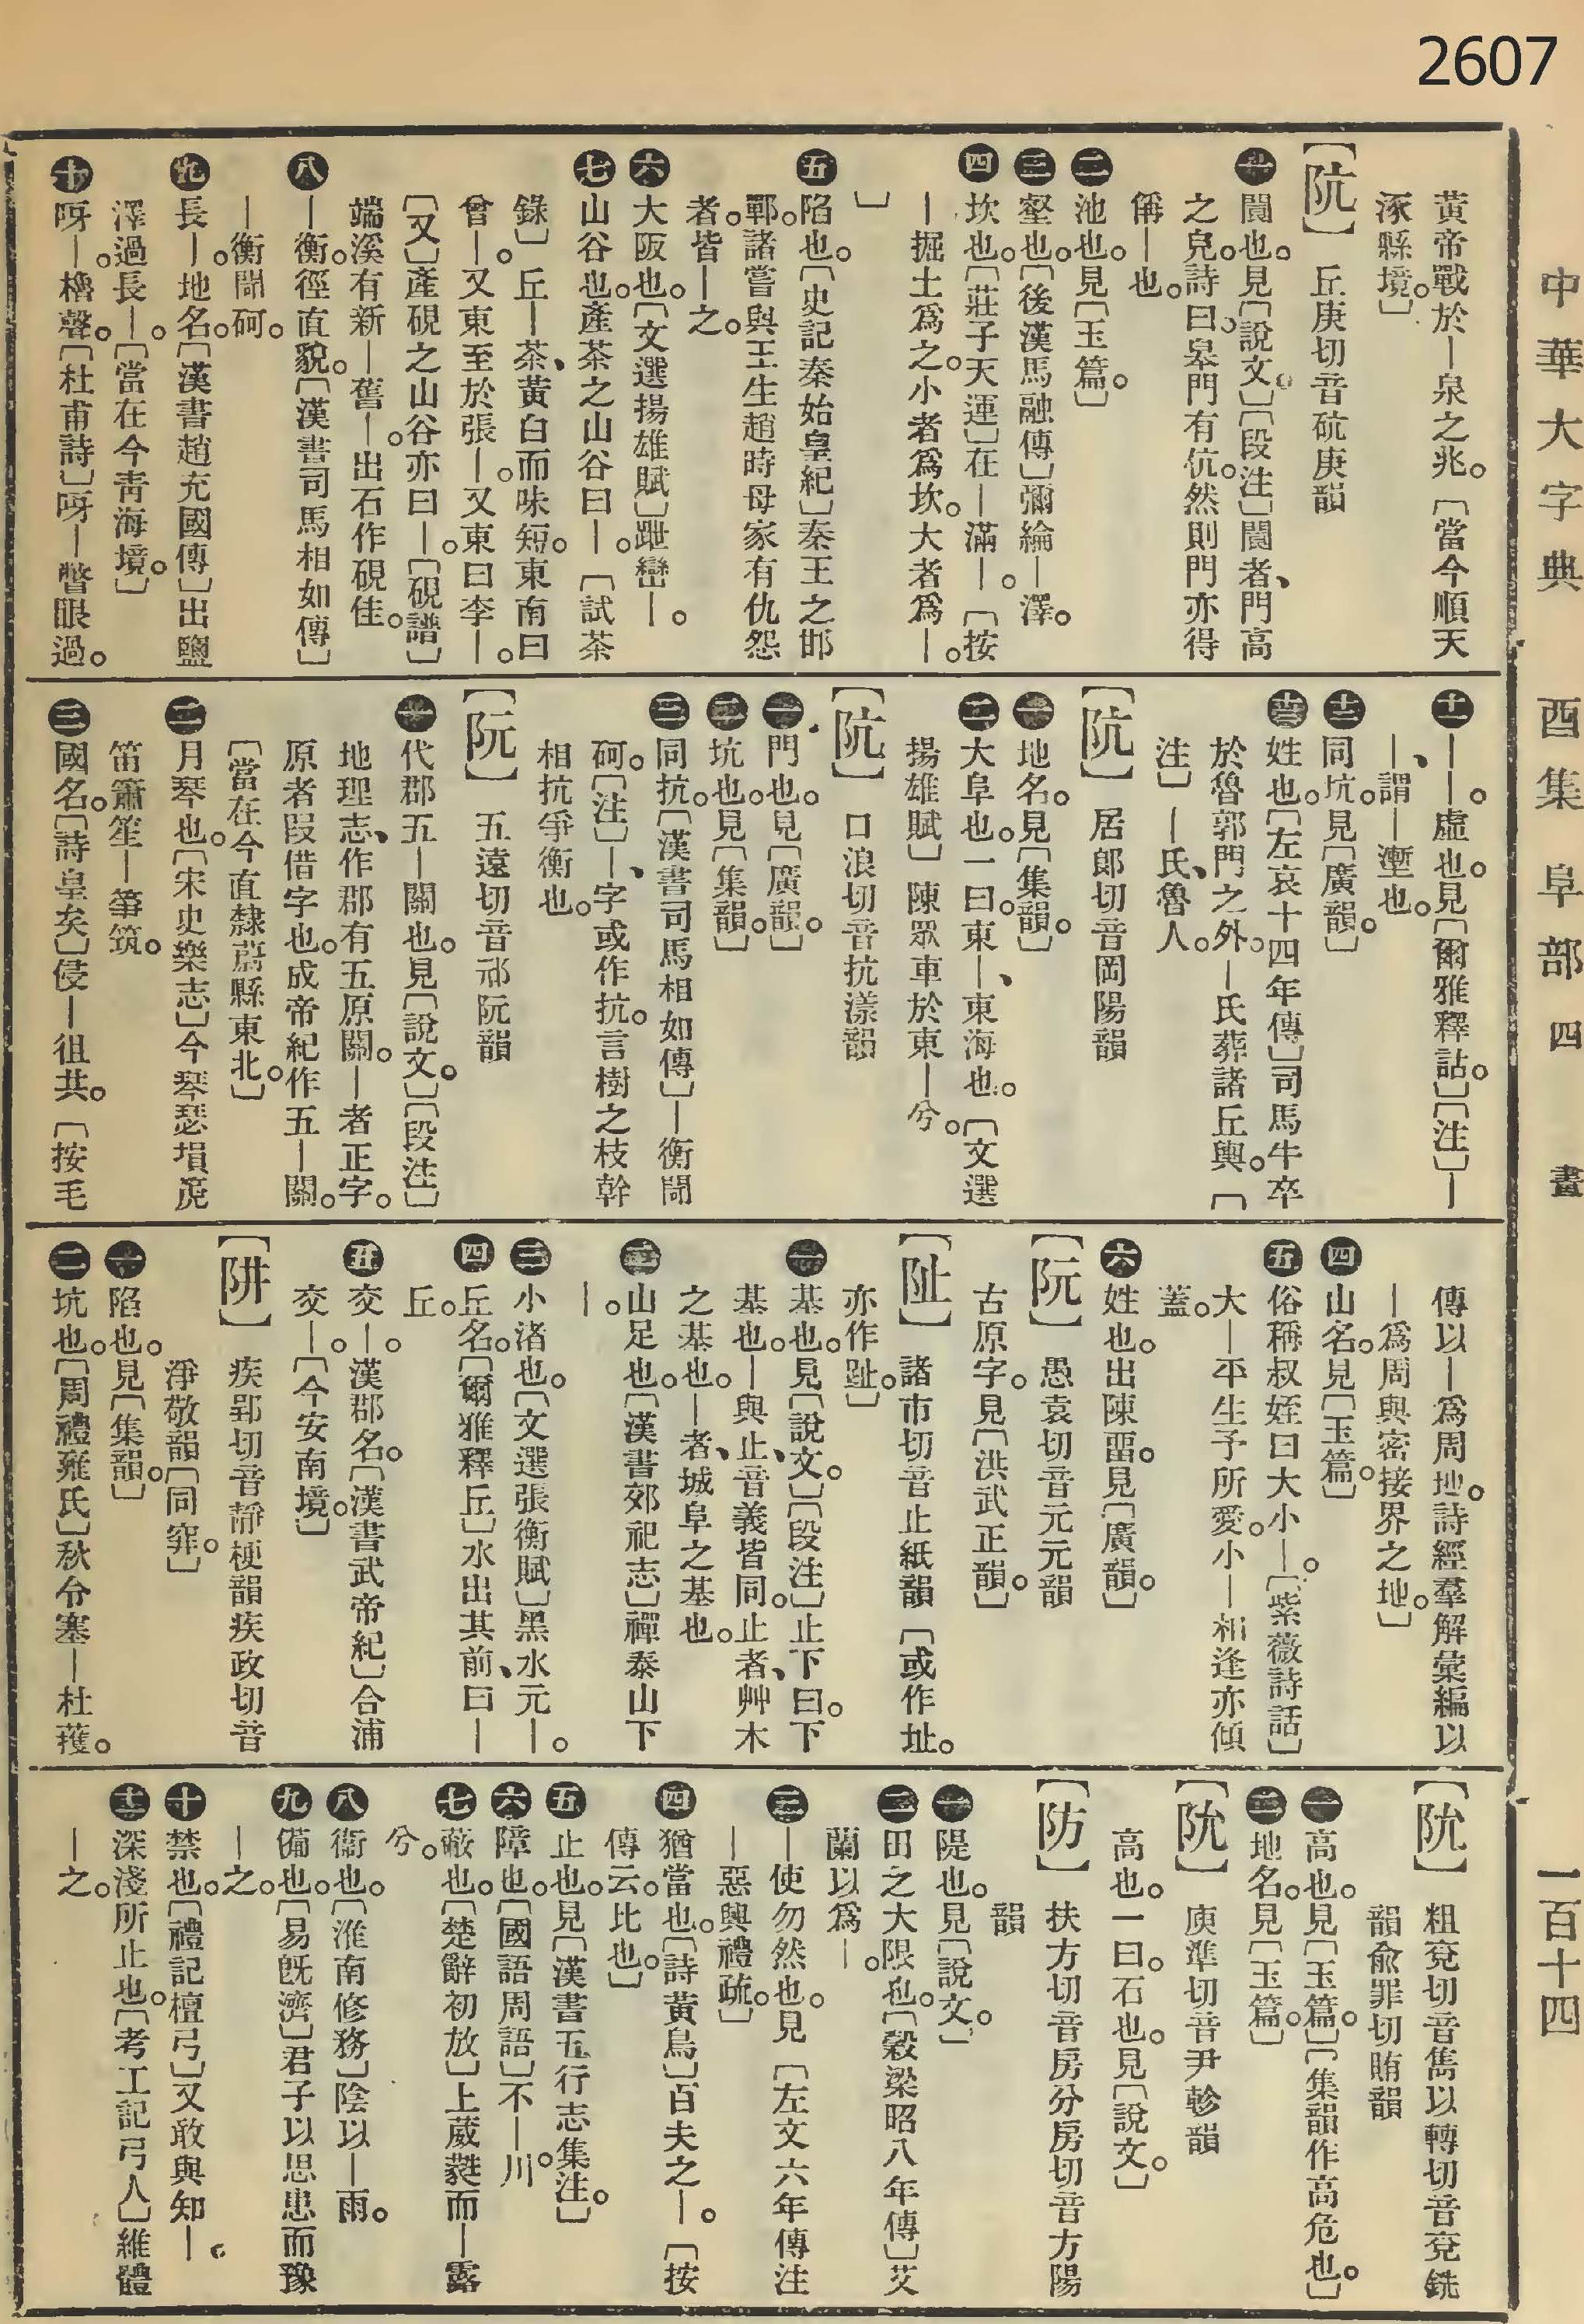 2607
中華大字典 酉集 阜部 四畫 一百十四
黃帝戰於－泉之兆。〔當今順天
涿縣境。〕
【阬】 丘庚切音硁庚韻
㊀閬也。見〔說文。〕〔段注〕閬者、門高
之皃。詩曰、皋門有伉。然則門亦得
偁－也。
㊁池也。見〔玉篇。〕
㊂壑也。〔後漢馬融傳〕彌綸－澤。
㊃坎也。〔莊子天運〕在－滿－。〔按
－掘土爲之。小者爲坎。大者爲－。
〕
㊄陷也。〔史記秦始皇紀〕秦王之邯
鄲。諸嘗與王生趙時母家有仇怨
者。皆－之。
㊅大阪也。〔文選揚雄賦〕跇巒－。
㊆山谷也。產茶之山谷曰－。〔試茶
錄〕丘－茶、黃白而味短。東南曰
曾－。又東至於張－。又東曰李－。
〔又〕產硯之山谷亦曰－。〔硯譜〕
端溪有新－舊－。出石作硯佳。
㊇－衡。徑直貌。〔漢書司馬相如傳〕
－衡閜砢。
㊈長－。地名。〔漢書趙充國傳〕出鹽
澤過長－。〔當在今青海境。〕
㊉呀－。櫓聲。〔杜甫詩〕呀－瞥眼過。
⑪－－。虛也。見〔爾雅釋詁。〕〔注〕－
－、謂－壍也。
⑫同坑。見〔廣韻。〕
⑬姓也。〔左哀十四年傳〕司馬牛卒
於魯郭門之外。－氏葬諸丘輿。〔
注〕－氏、魯人。
【阬】 居郎切音岡陽韻
㊀地名。見〔集韻。〕
㊁大阜也。一曰。東－、東海也。〔文選
揚雄賦〕陳眾車於東－兮。
【阬】 口浪切音抗漾韻
㊀門也。見〔廣韻。〕
㊁坑也。見〔集韻。〕
㊂同抗。〔漢書司馬相如傳〕－衡閜
砢。〔注〕－、字或作抗。言樹之枝幹
相抗爭衡也。
【阮】 五遠切音邧阮韻
㊀代郡五－關也。見〔說文。〕〔段注〕
地理志、作郡有五原關。－者正字。
原者叚借字也。成帝紀作五－關。
〔當在今直隸蔚縣東北。〕
㊁月琴也。〔宋史樂志〕今琴瑟塤箎
笛簫笙－箏筑。
㊂國名。〔詩皇矣〕侵－徂共。〔按毛
傳以－爲周地。詩經羣解彙編以
－爲周與密接界之地。〕
㊃山名。見〔玉篇。〕
㊄俗稱叔姪曰大小－。〔紫薇詩話〕
大－平生予所愛。小－相逢亦傾
蓋。
㊅姓也。出陳畱。見〔廣韻。〕
【阮】 愚袁切音元元韻
古原字。見〔洪武正韻。〕
【阯】 諸市切音止紙韻〔或作址。
亦作趾。〕
㊀基也。見〔說文。〕〔段注〕止下曰。下
基也。－與止、音義皆同。止者、艸木
之基也。－者、城阜之基也。
㊁山足也。〔漢書郊祀志〕禪泰山下
－。
㊂小渚也。〔文選張衡賦〕黑水元－。
㊃丘名。〔爾雅釋丘〕水出其前、曰－
丘。
㊄交－。漢郡名。〔漢書武帝紀〕合浦
交－。〔今安南境。〕
【阱】 疾郢切音靜梗韻疾政切音
淨敬韻〔同穽。〕
㊀陷也。見〔集韻。〕
㊁坑也。〔周禮雍氏〕秋令塞－杜擭。
【阭】 粗兗切音雋以轉切音兗銑
韻兪罪切賄韻
㊀高也。見〔玉篇。〕〔集韻作高危也。〕
㊁地名。見〔玉篇。〕
【阭】 庾準切音尹軫韻
高也。一曰。石也。見〔說文。〕
【防】 扶方切音房分房切音方陽
韻
㊀隄也。見〔說文。〕
㊁田之大限也。〔穀梁昭八年傳〕艾
蘭以爲－。
㊂－使勿然也。見〔左文六年傳注
－惡興禮疏。〕
㊃猶當也。〔詩黃鳥〕百夫之－。〔按
傳云。比也。〕
㊄止也。見〔漢書五行志集注。〕
㊅障也。〔國語周語〕不－川。
㊆蔽也。〔楚辭初放〕上葳蕤而－露
兮。
㊇衞也。〔淮南修務〕陰以－雨。
㊈備也。〔易旣濟〕君子以思患而豫
－之。
㊉禁也。〔禮記檀弓〕又敢與知－。
⑪深淺所止也。〔考工記弓人〕維體
－之。